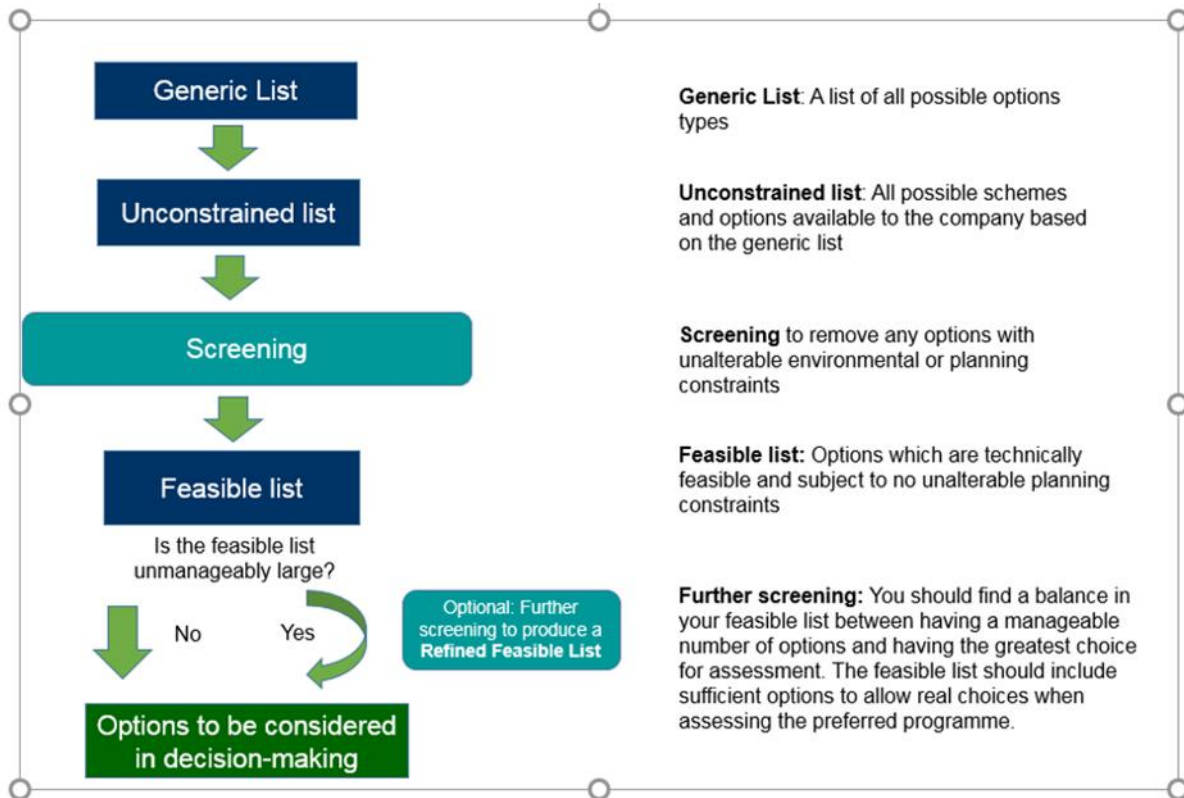 Generic List
Unconstrained list
Screening
Feasible list
Is the feasible list
unmanageably large?
No
Yes
Optional: Further
screening to produce a
Refined Feasible List
Options to be considered
in decision-making
Generic List: A list of all possible options
types
Unconstrained list: All possible schemes
and options available to the company based
on the generic list
Screening to remove any options with
unalterable environmental or planning
constraints
Feasible list: Options which are technically
feasible and subject to no unalterable planning
constraints
Further screening: You should find a balance in
your feasible list between having a manageable
number of options and having the greatest choice
for assessment. The feasible list should include
sufficient options to allow real choices when
assessing the preferred programme.